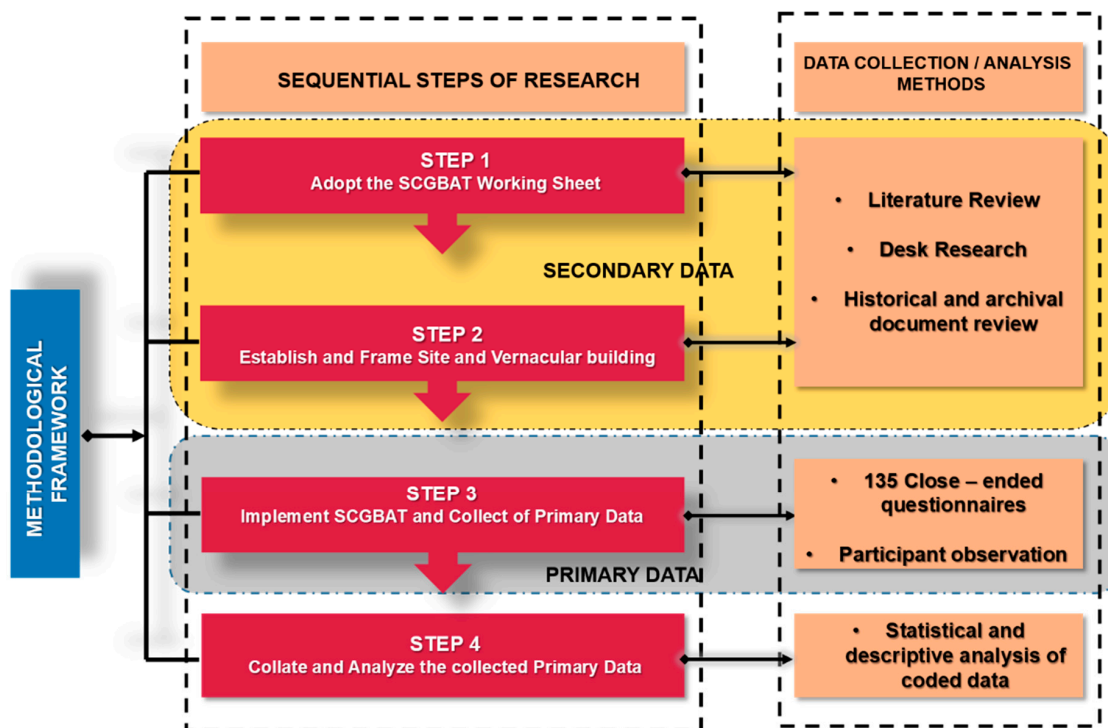 METHODOLOGICAL
FRAMEWORK
SEQUENTIAL STEPS OF RESEARCH
DATA COLLECTION / ANALYSIS
METHODS
STEP 1
Adopt the SCGBAT Working Sheet
SECONDARY DATA
STEP 2
Establish and Frame Site and Vernacular building
• Literature Review
• Desk Research
• Historical and archival
document review
STEP 3
Implement SCGBAT and Collect of Primary Data
PRIMARY DATA
• 135 Close – ended
questionnaires
• Participant observation
STEP 4
Collate and Analyze the collected Primary Data
• Statistical and
descriptive analysis of
coded data